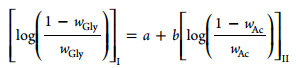 [log((1 − w_Gly)/w_Gly)]_I = a + b[log((1 − w_Ac)/w_Ac)]_II